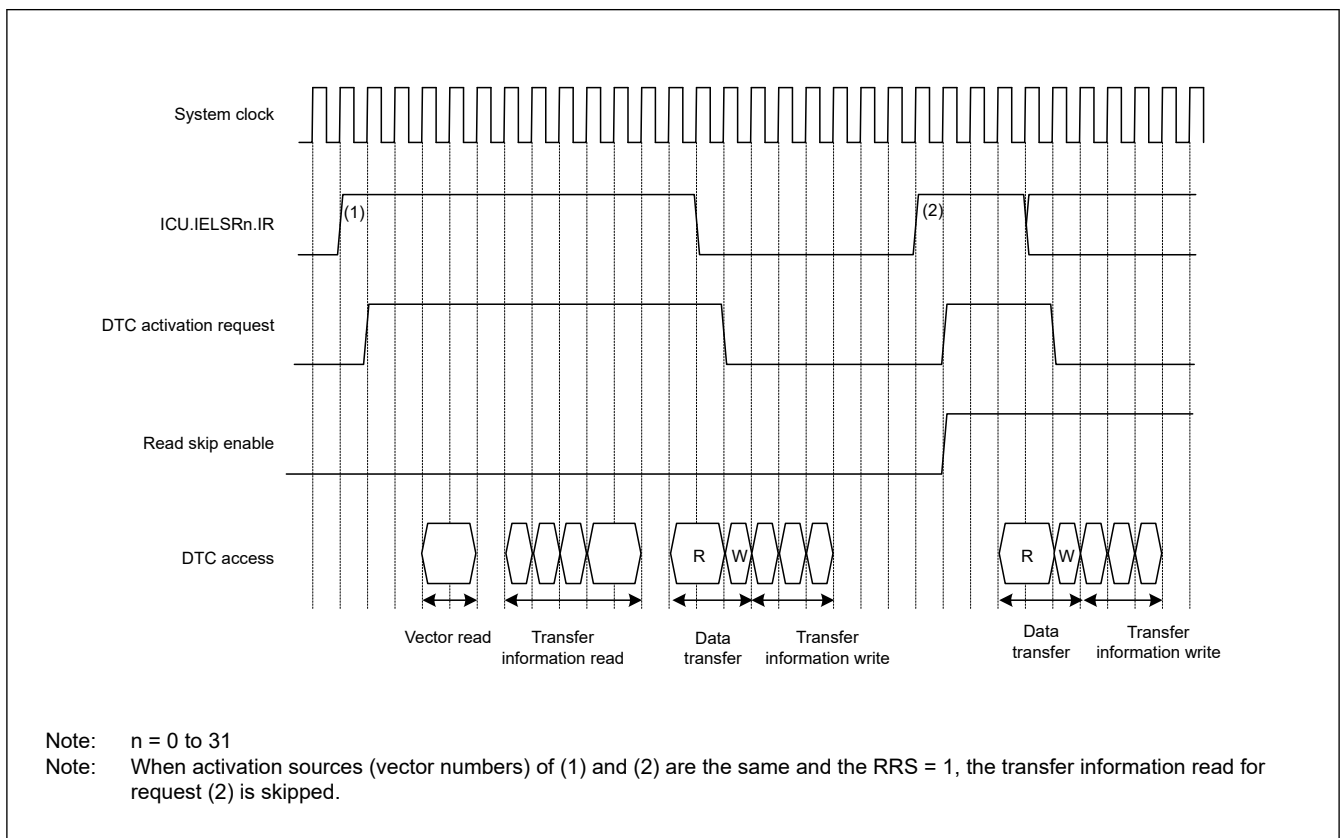 System clock
ICU.IELSRn.IR
(1)
(2)
DTC activation request
Read skip enable
DTC access
R
W
R
W
Vector read
Transfer
information read
Data
transfer
Transfer
information write
Data
transfer
Transfer
information write
Note: n = 0 to 31
Note: When activation sources (vector numbers) of (1) and (2) are the same and the RRS = 1, the transfer information read for
request (2) is skipped.